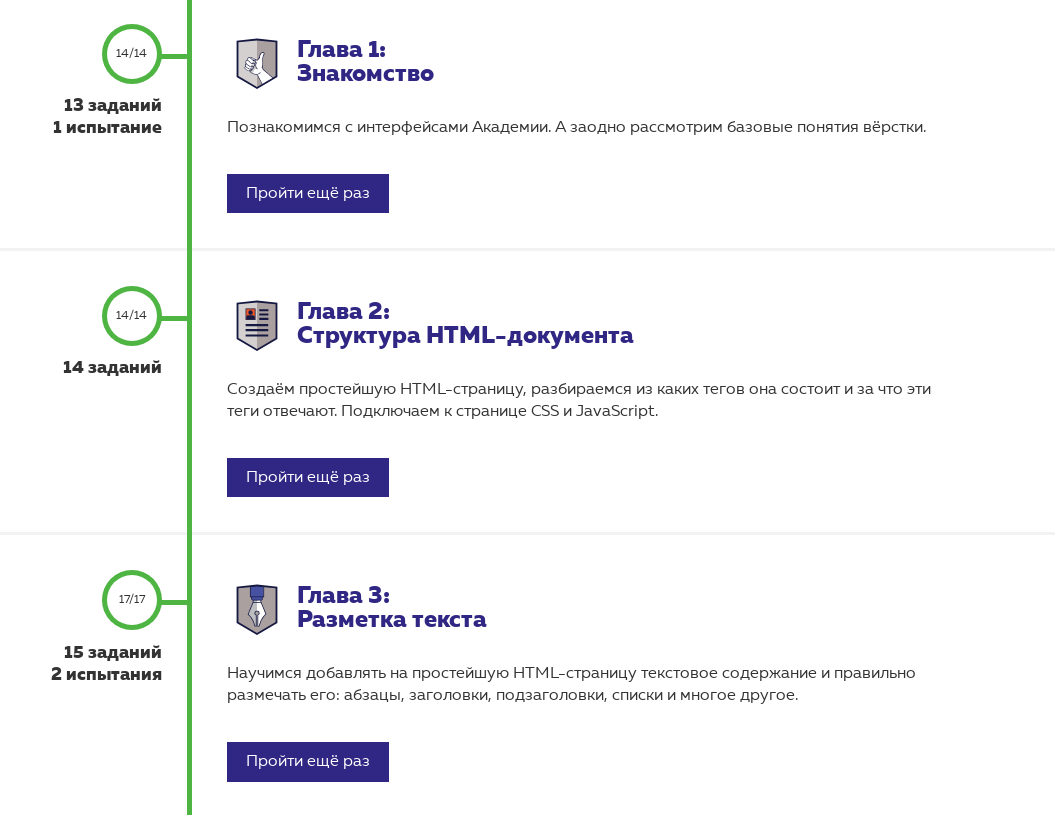 14/14
13 заданий
1 испытание
Глава 1:
Знакомство
Познакомимся с интерфейсами Академии. А заодно рассмотрим базовые понятия вёрстки.
Пройти ещё раз
14/14
14 заданий
Глава 2:
Структура HTML-документа
Создаём простейшую HTML-страницу, разбираемся из каких тегов она состоит и за что эти
теги отвечают. Подключаем к странице CSS и JavaScript.
Пройти ещё раз
17/17
15 заданий
2 испытания
Глава 3:
Разметка текста
Научимся добавлять на простейшую HTML-страницу текстовое содержание и правильно
размечать его: абзацы, заголовки, подзаголовки, списки и многое другое.
Пройти ещё раз